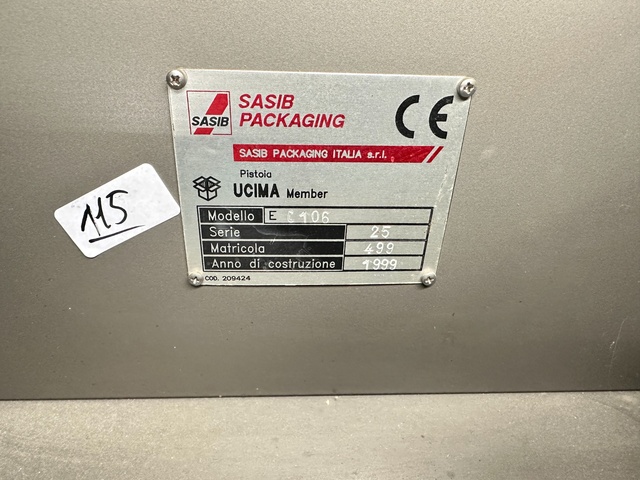 SASIB
SASIB
PACKAGING
CE
SASIB PACKAGING ITALIA s.r.l.
Pistoia
UCIMA Member
Modello E 106
Serie 25
Matricola 499
Anno di costruzione 1999
COD. 209424
115